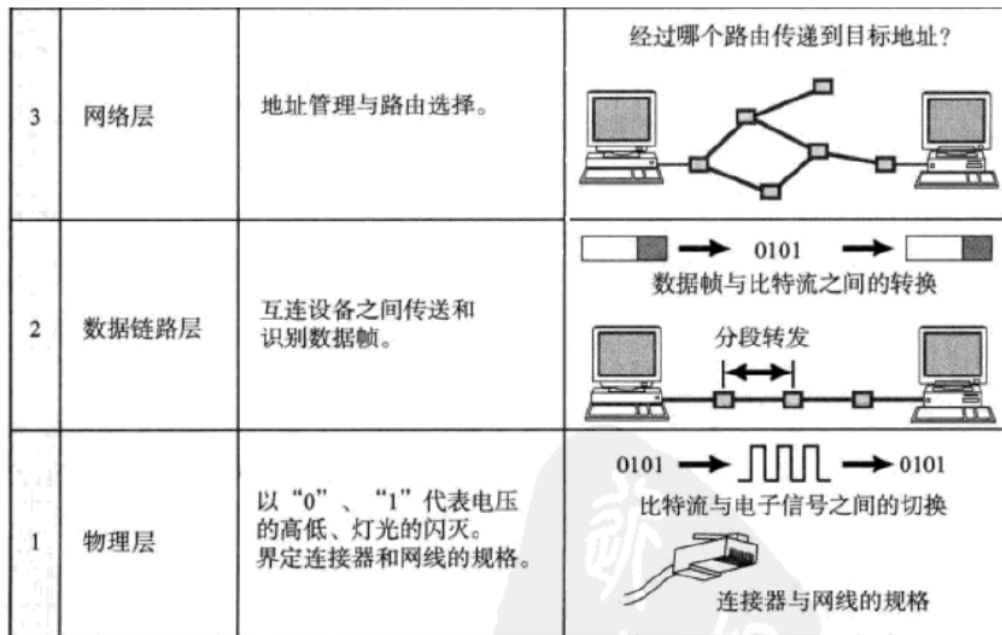 3
网络层
地址管理与路由选择。
经过哪个路由传递到目标地址?
2
数据链路层
互连设备之间传送和
识别数据帧。
0101
数据帧与比特流之间的转换
分段转发
1
物理层
以“0”、“1”代表电压
的高低、灯光的闪灭。
界定连接器和网线的规格。
0101 0101
比特流与电子信号之间的切换
连接器与网线的规格